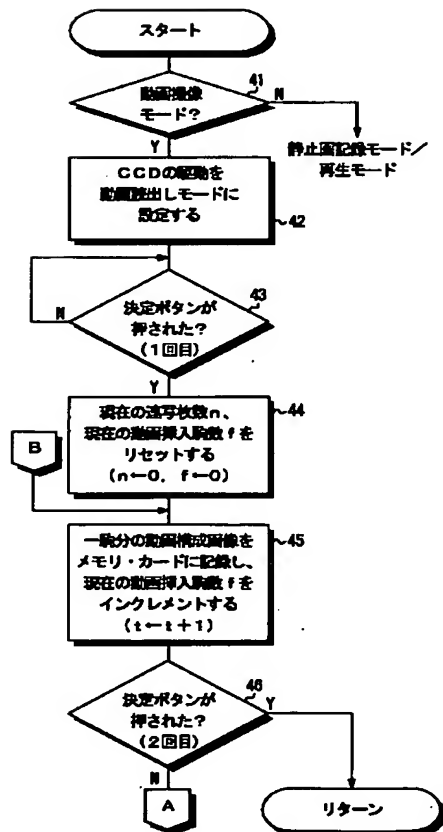 スタート
41
動画撮像
モード?
N
Y
静止画記録モード/
再生モード
CCDの駆動を
動画読出しモードに
設定する
42
43
N
決定ボタンが
押された?
(1回目)
Y
44
現在の連写枚数n、
現在の動画挿入駒数fを
リセットする
(n←0, f←0)
B
45
一駒分の動画構成画像を
メモリ・カードに記録し、
現在の動画挿入駒数fを
インクレメントする
(t←t+1)
46
決定ボタンが
押された?
(2回目)
Y
N
A
リターン